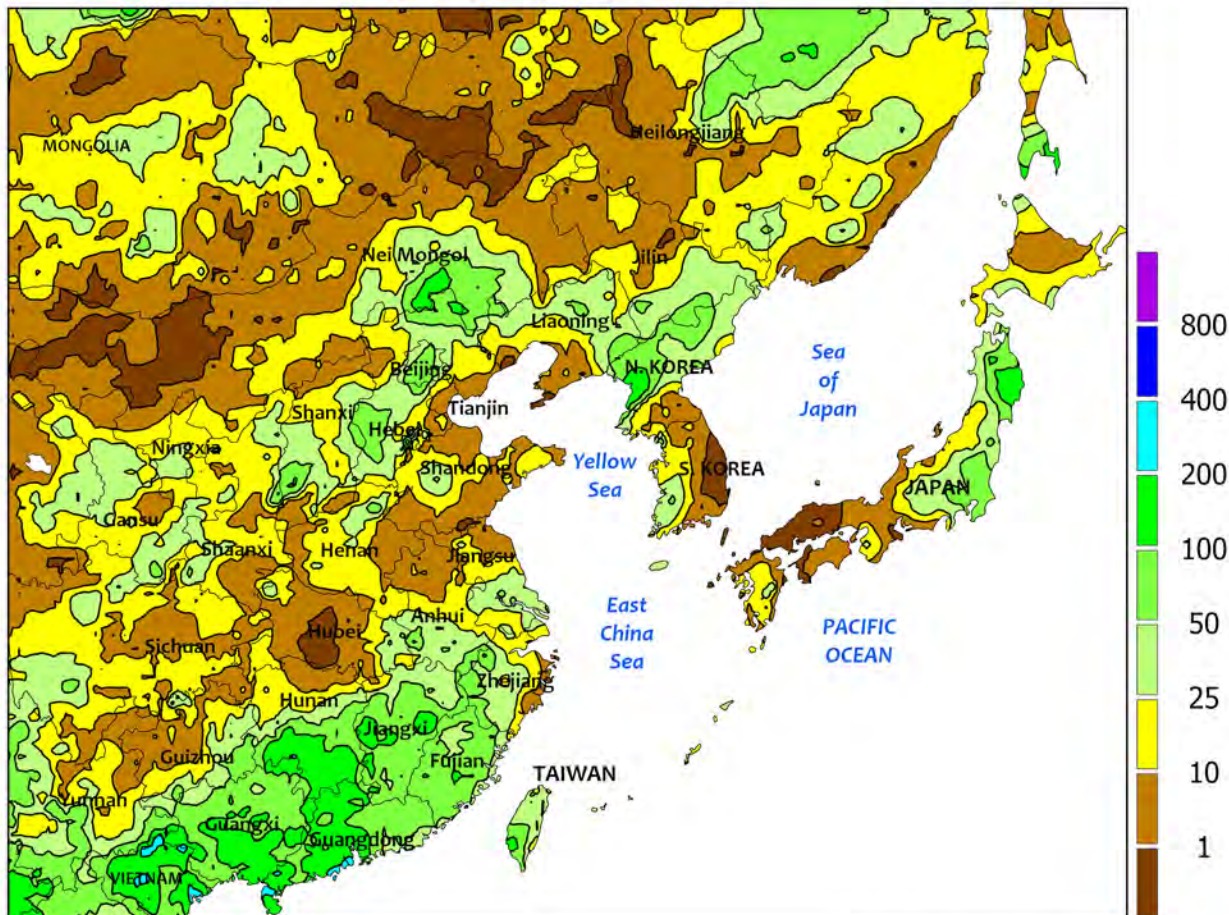 Heilongjiang
MONGOLIA
Nei Mongol
Jilin
Liaoning
Beijing
N. KOREA
Sea
of
Japan
Shanxi
Tianjin
Hebei
Ningxia
Shandong
Yellow
Sea
S. KOREA
JAPAN
Gansu
Shaanxi
Henan
Jiangsu
Anhui
East
China
Sea
PACIFIC
OCEAN
Hubei
Sichuan
Zhejiang
Hunan
Jiangxi
Guizhou
Fujian
TAIWAN
Yunnan
Guangxi
Guangdong
VIETNAM
800
400
200
100
50
25
10
1